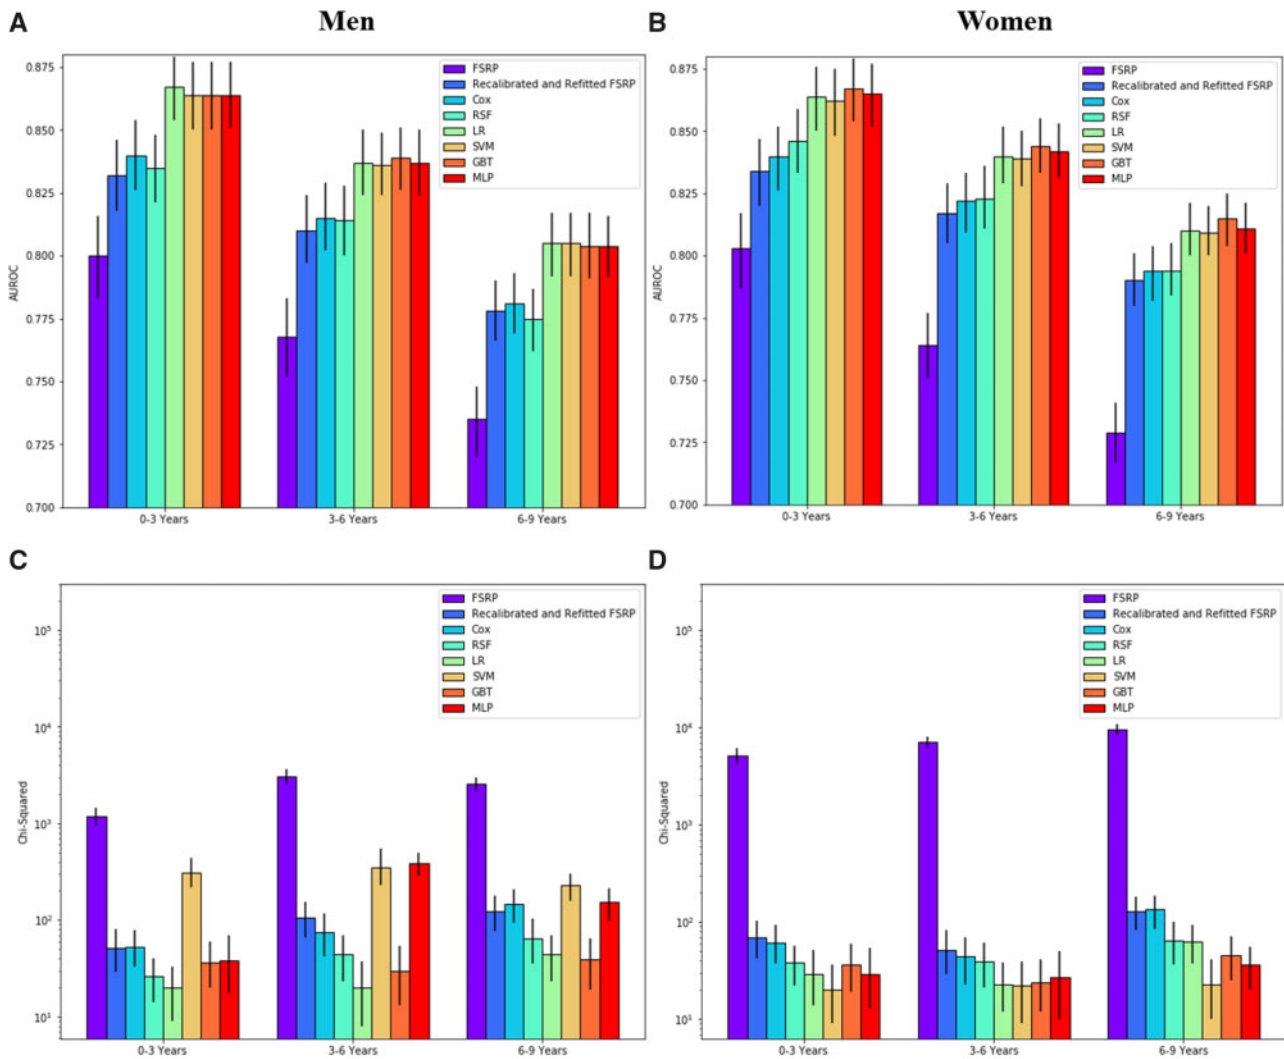 A
Men
B
Women
0.875
0.850
0.825
0.800
0.775
0.750
0.725
0.700
AUROC
FSRP
Recalibrated and Refitted FSRP
Cox
RSF
LR
SVM
GBT
MLP
0-3 Years
3-6 Years
6-9 Years
0.875
0.850
0.825
0.800
0.775
0.750
0.725
0.700
AUROC
FSRP
Recalibrated and Refitted FSRP
Cox
RSF
LR
SVM
GBT
MLP
0-3 Years
3-6 Years
6-9 Years
C
10⁵
10⁴
10³
10²
10¹
Chi-Squared
FSRP
Recalibrated and Refitted FSRP
Cox
RSF
LR
SVM
GBT
MLP
0-3 Years
3-6 Years
6-9 Years
D
10⁵
10⁴
10³
10²
10¹
Chi-Squared
FSRP
Recalibrated and Refitted FSRP
Cox
RSF
LR
SVM
GBT
MLP
0-3 Years
3-6 Years
6-9 Years